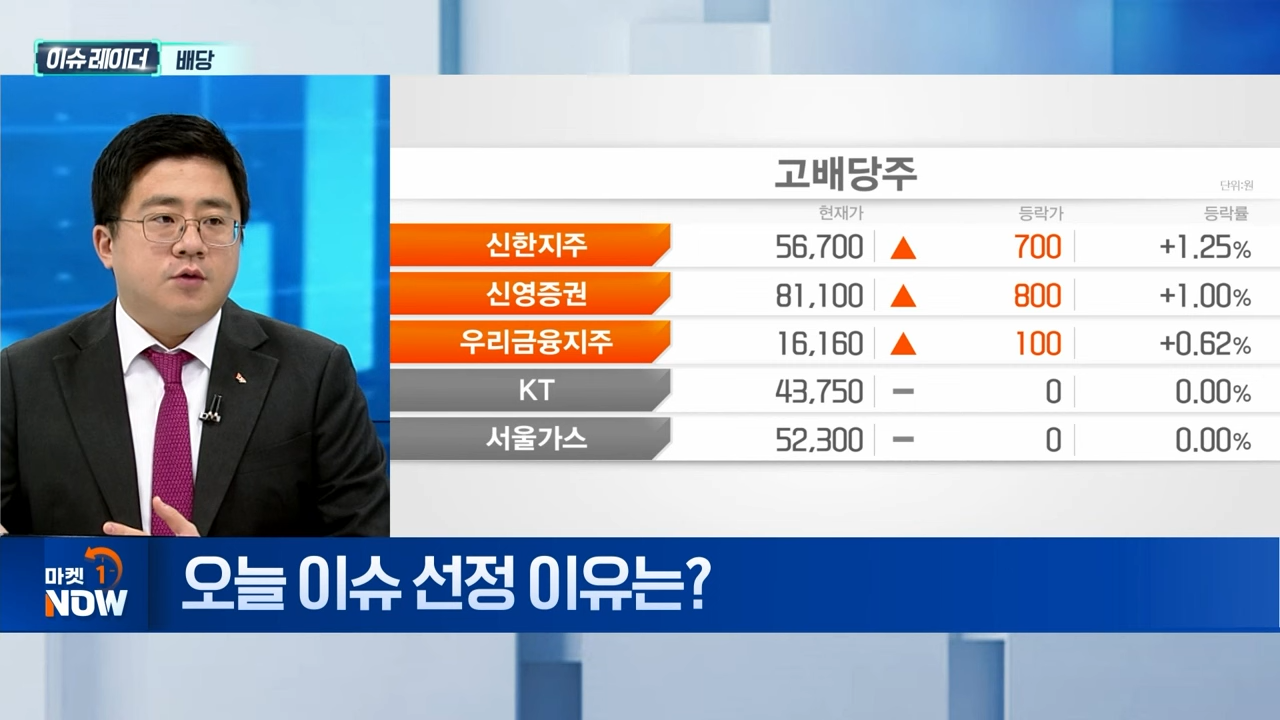 이슈 레이더 배당
고배당주
단위:원
현재가 등락가 등락률
신한지주 56,700 ▲ 700 +1.25%
신영증권 81,100 ▲ 800 +1.00%
우리금융지주 16,160 ▲ 100 +0.62%
KT 43,750 - 0 0.00%
서울가스 52,300 - 0 0.00%
마켓 1
NOW
오늘 이슈 선정 이유는?